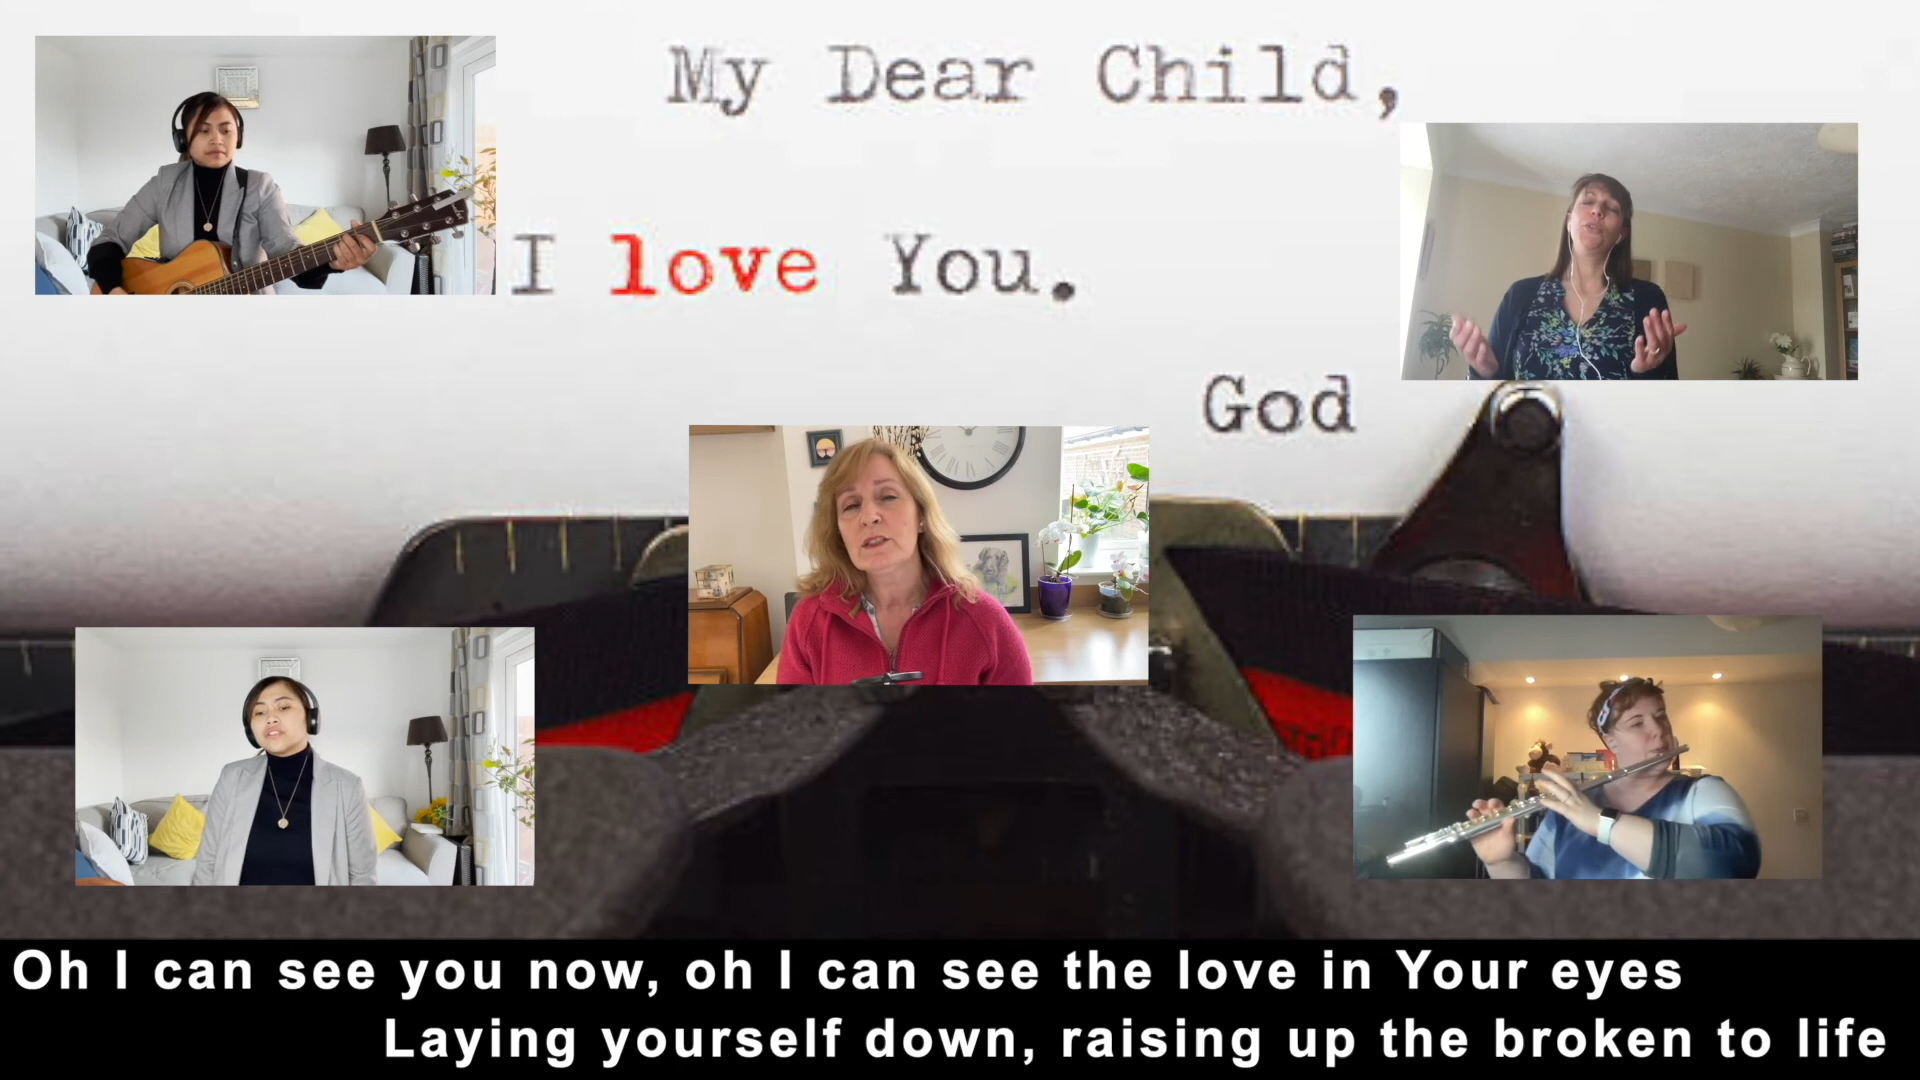 My Dear Child,
I love You.
God
Oh I can see you now, oh I can see the love in Your eyes
Laying yourself down, raising up the broken to life